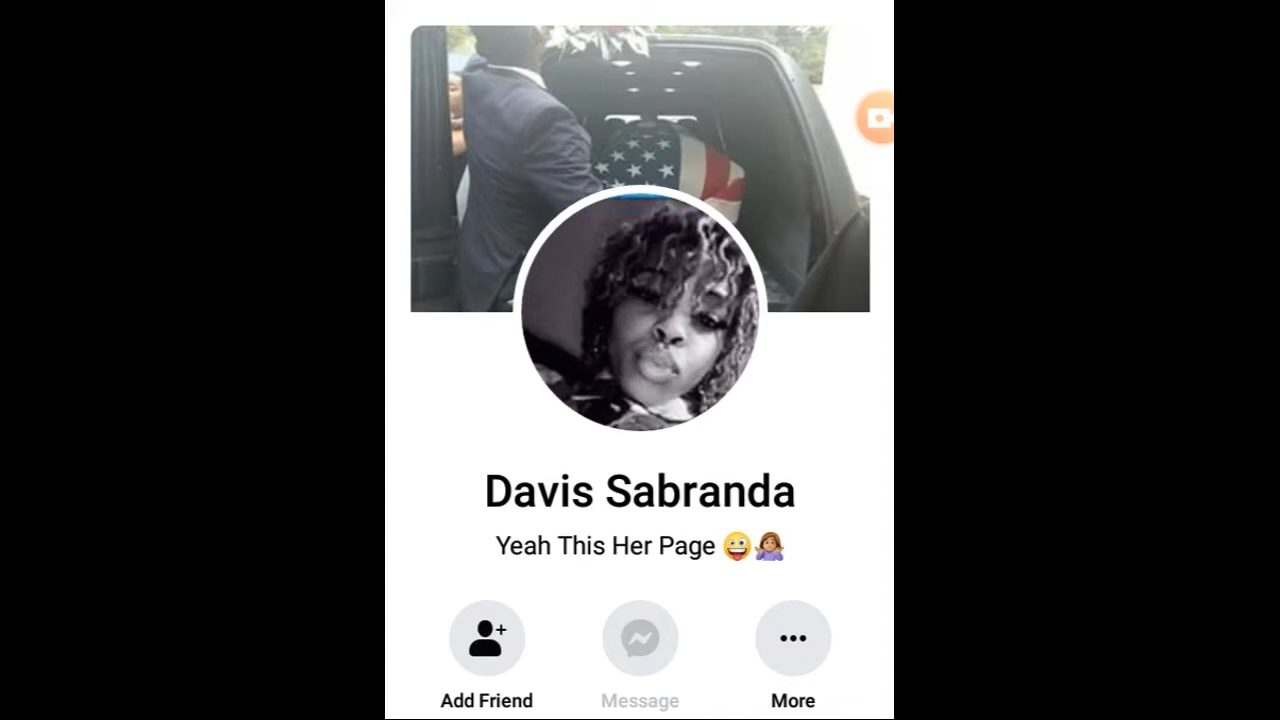 Davis Sabranda
Yeah This Her Page 🤪🤷🏽‍♀️
Add Friend
Message
More